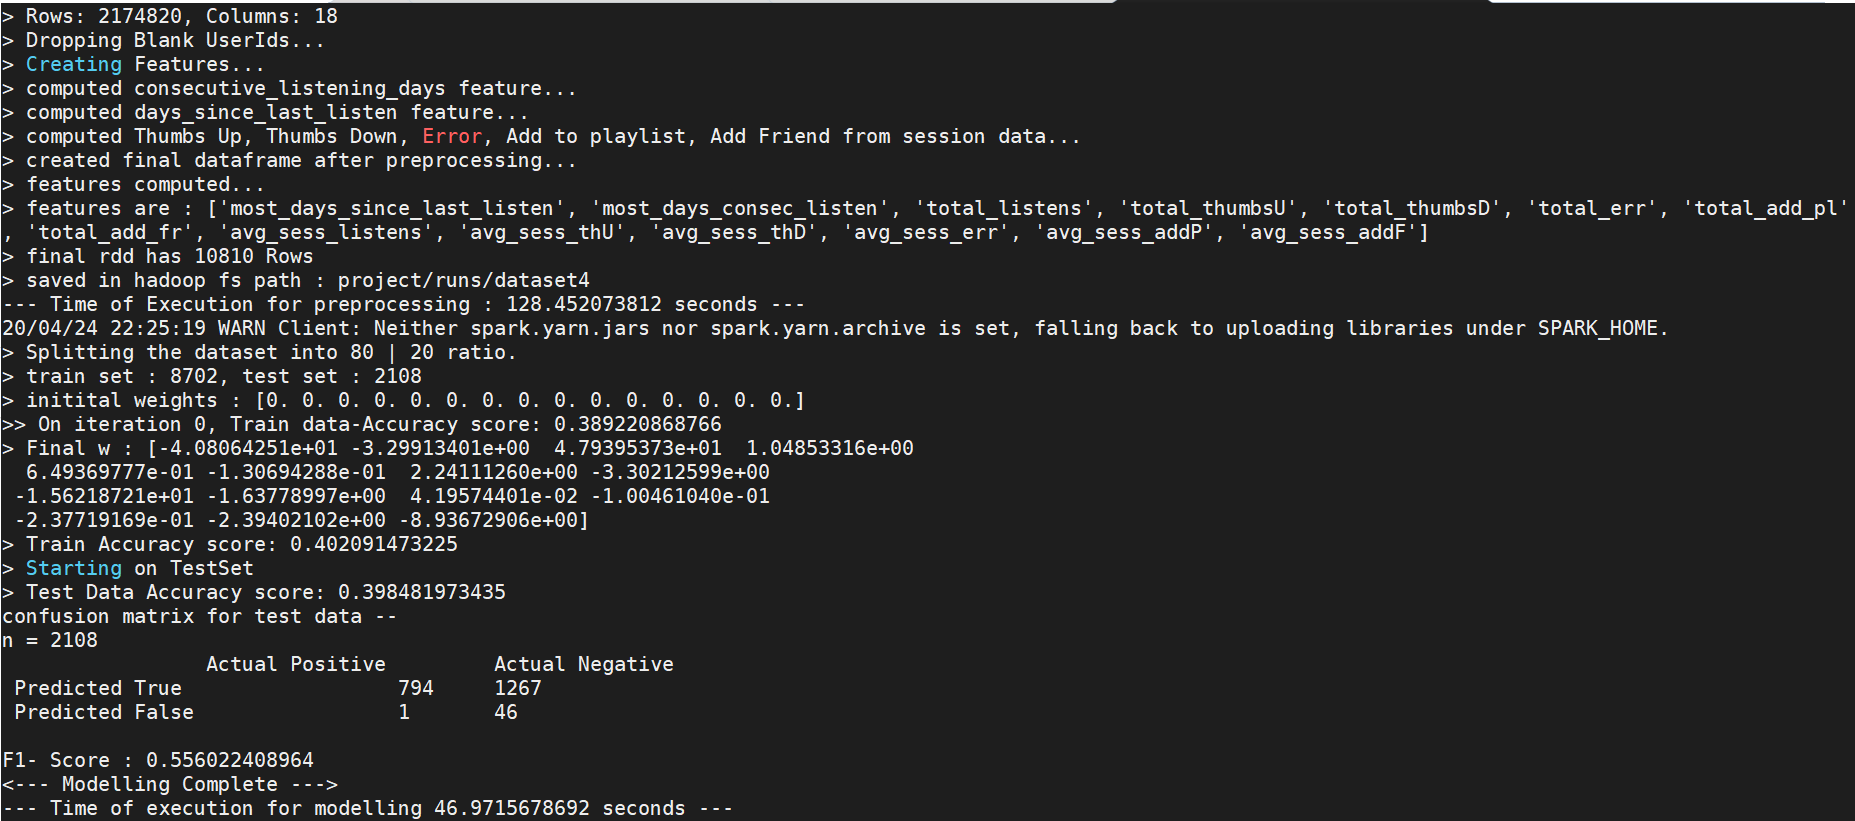 > Rows: 2174820, Columns: 18
> Dropping Blank UserIds...
> Creating Features...
> computed consecutive_listening_days feature...
> computed days_since_last_listen feature...
> computed Thumbs Up, Thumbs Down, Error, Add to playlist, Add Friend from session data...
> created final dataframe after preprocessing...
> features computed...
> features are : ['most_days_since_last_listen', 'most_days_consec_listen', 'total_listens', 'total_thumbsU', 'total_thumbsD', 'total_err', 'total_add_pl'
, 'total_add_fr', 'avg_sess_listens', 'avg_sess_thU', 'avg_sess_thD', 'avg_sess_err', 'avg_sess_addP', 'avg_sess_addF']
> final rdd has 10810 Rows
> saved in hadoop fs path : project/runs/dataset4
--- Time of Execution for preprocessing : 128.452073812 seconds ---
20/04/24 22:25:19 WARN Client: Neither spark.yarn.jars nor spark.yarn.archive is set, falling back to uploading libraries under SPARK_HOME.
> Splitting the dataset into 80 | 20 ratio.
> train set : 8702, test set : 2108
> initital weights : [0. 0. 0. 0. 0. 0. 0. 0. 0. 0. 0. 0. 0. 0. 0.]
>> On iteration 0, Train data-Accuracy score: 0.389220868766
> Final w : [-4.08064251e+01 -3.29913401e+00  4.79395373e+01  1.04853316e+00
  6.49369777e-01 -1.30694288e-01  2.24111260e+00 -3.30212599e+00
 -1.56218721e+01 -1.63778997e+00  4.19574401e-02 -1.00461040e-01
 -2.37719169e-01 -2.39402102e+00 -8.93672906e+00]
> Train Accuracy score: 0.402091473225
> Starting on TestSet
> Test Data Accuracy score: 0.398481973435
confusion matrix for test data --
n = 2108
                 Actual Positive         Actual Negative
 Predicted True                  794     1267
 Predicted False                 1       46
F1- Score : 0.556022408964
<--- Modelling Complete --->
--- Time of execution for modelling 46.9715678692 seconds ---